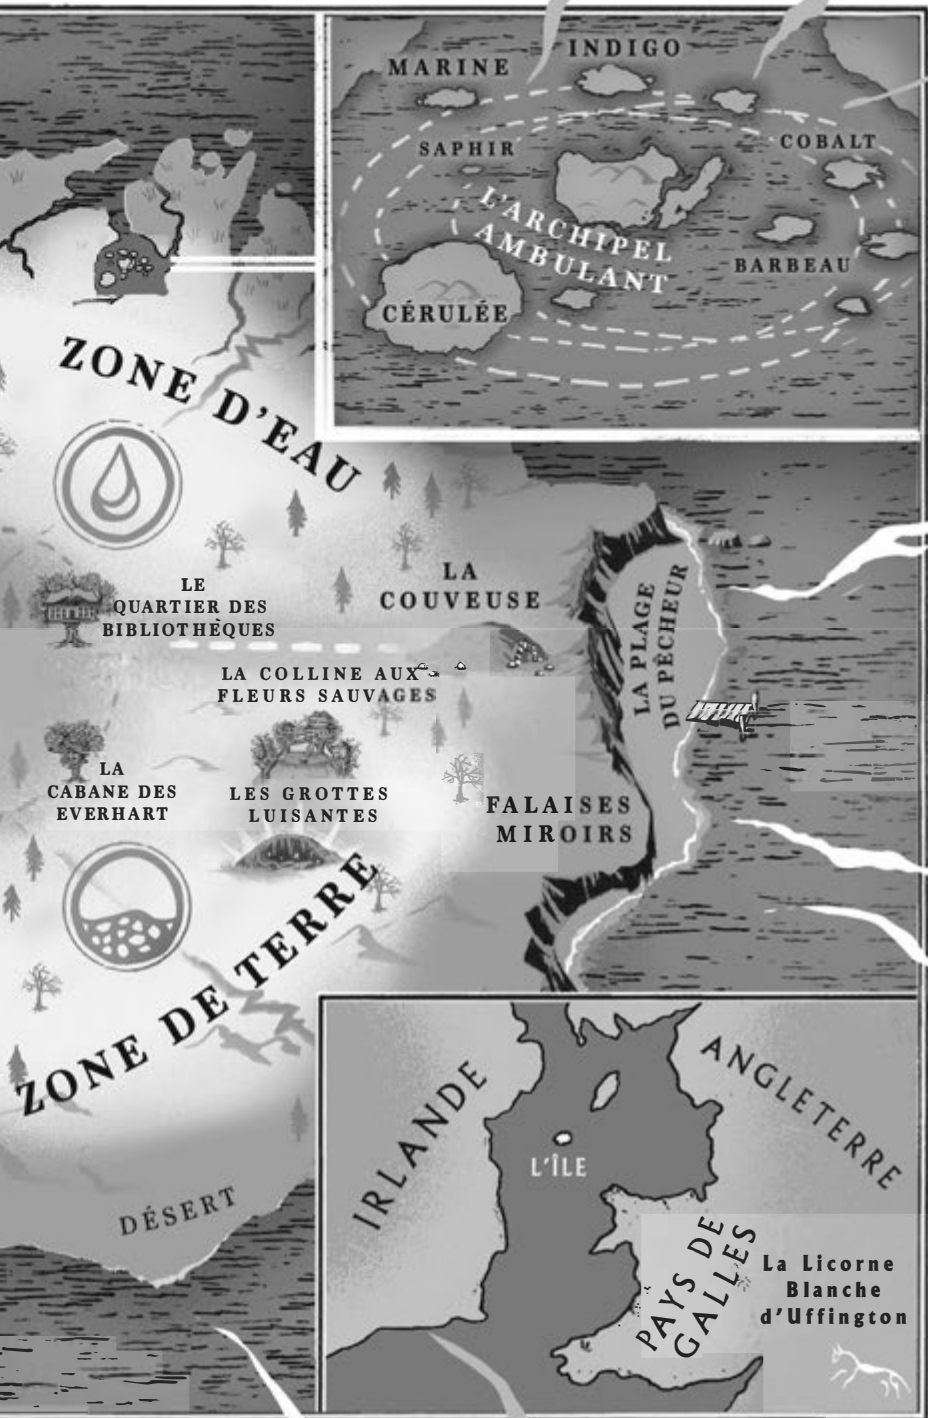 MARINE
INDIGO
SAPHIR
COBALT
L'ARCHIPEL
AMBULANT
BARBEAU
CÉRULÉE
ZONE D'EAU
LE
QUARTIER DES
BIBLIOTHÈQUES
LA
COUVEUSE
LA PLAGE
DU PÊCHEUR
LA COLLINE AUX
FLEURS SAUVAGES
LA
CABANE DES
EVERHART
LES GROTTES
LUISANTES
FALAISES
MIROIRS
ZONE DE TERRE
DÉSERT
IRLANDE
ANGLETERRE
L'ÎLE
PAYS DE
GALLES
La Licorne
Blanche
d'Uffington